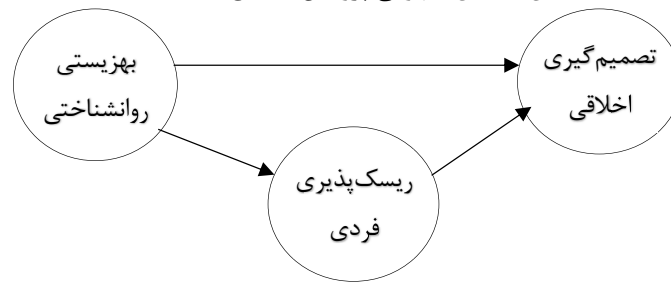 بهزیستی
روانشناختی
تصمیم‌گیری
اخلاقی
ریسک‌پذیری
فردی